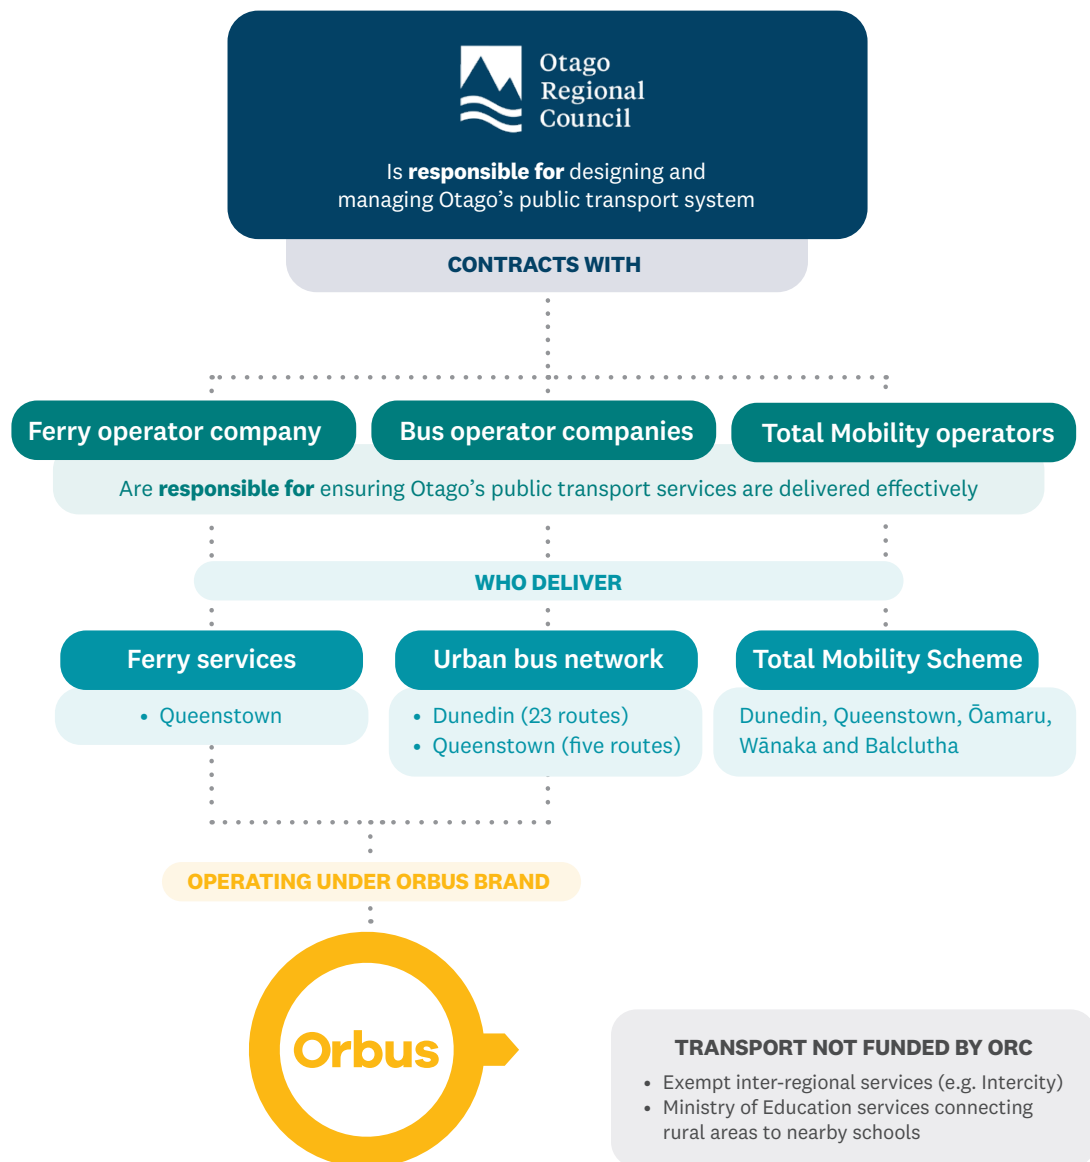 Otago
Regional
Council
Is responsible for designing and
managing Otago’s public transport system
CONTRACTS WITH
Ferry operator company
Bus operator companies
Total Mobility operators
Are responsible for ensuring Otago’s public transport services are delivered effectively
WHO DELIVER
Ferry services
• Queenstown
Urban bus network
• Dunedin (23 routes)
• Queenstown (five routes)
Total Mobility Scheme
Dunedin, Queenstown, Ōamaru,
Wānaka and Balclutha
OPERATING UNDER ORBUS BRAND
Orbus
TRANSPORT NOT FUNDED BY ORC
• Exempt inter-regional services (e.g. Intercity)
• Ministry of Education services connecting
rural areas to nearby schools